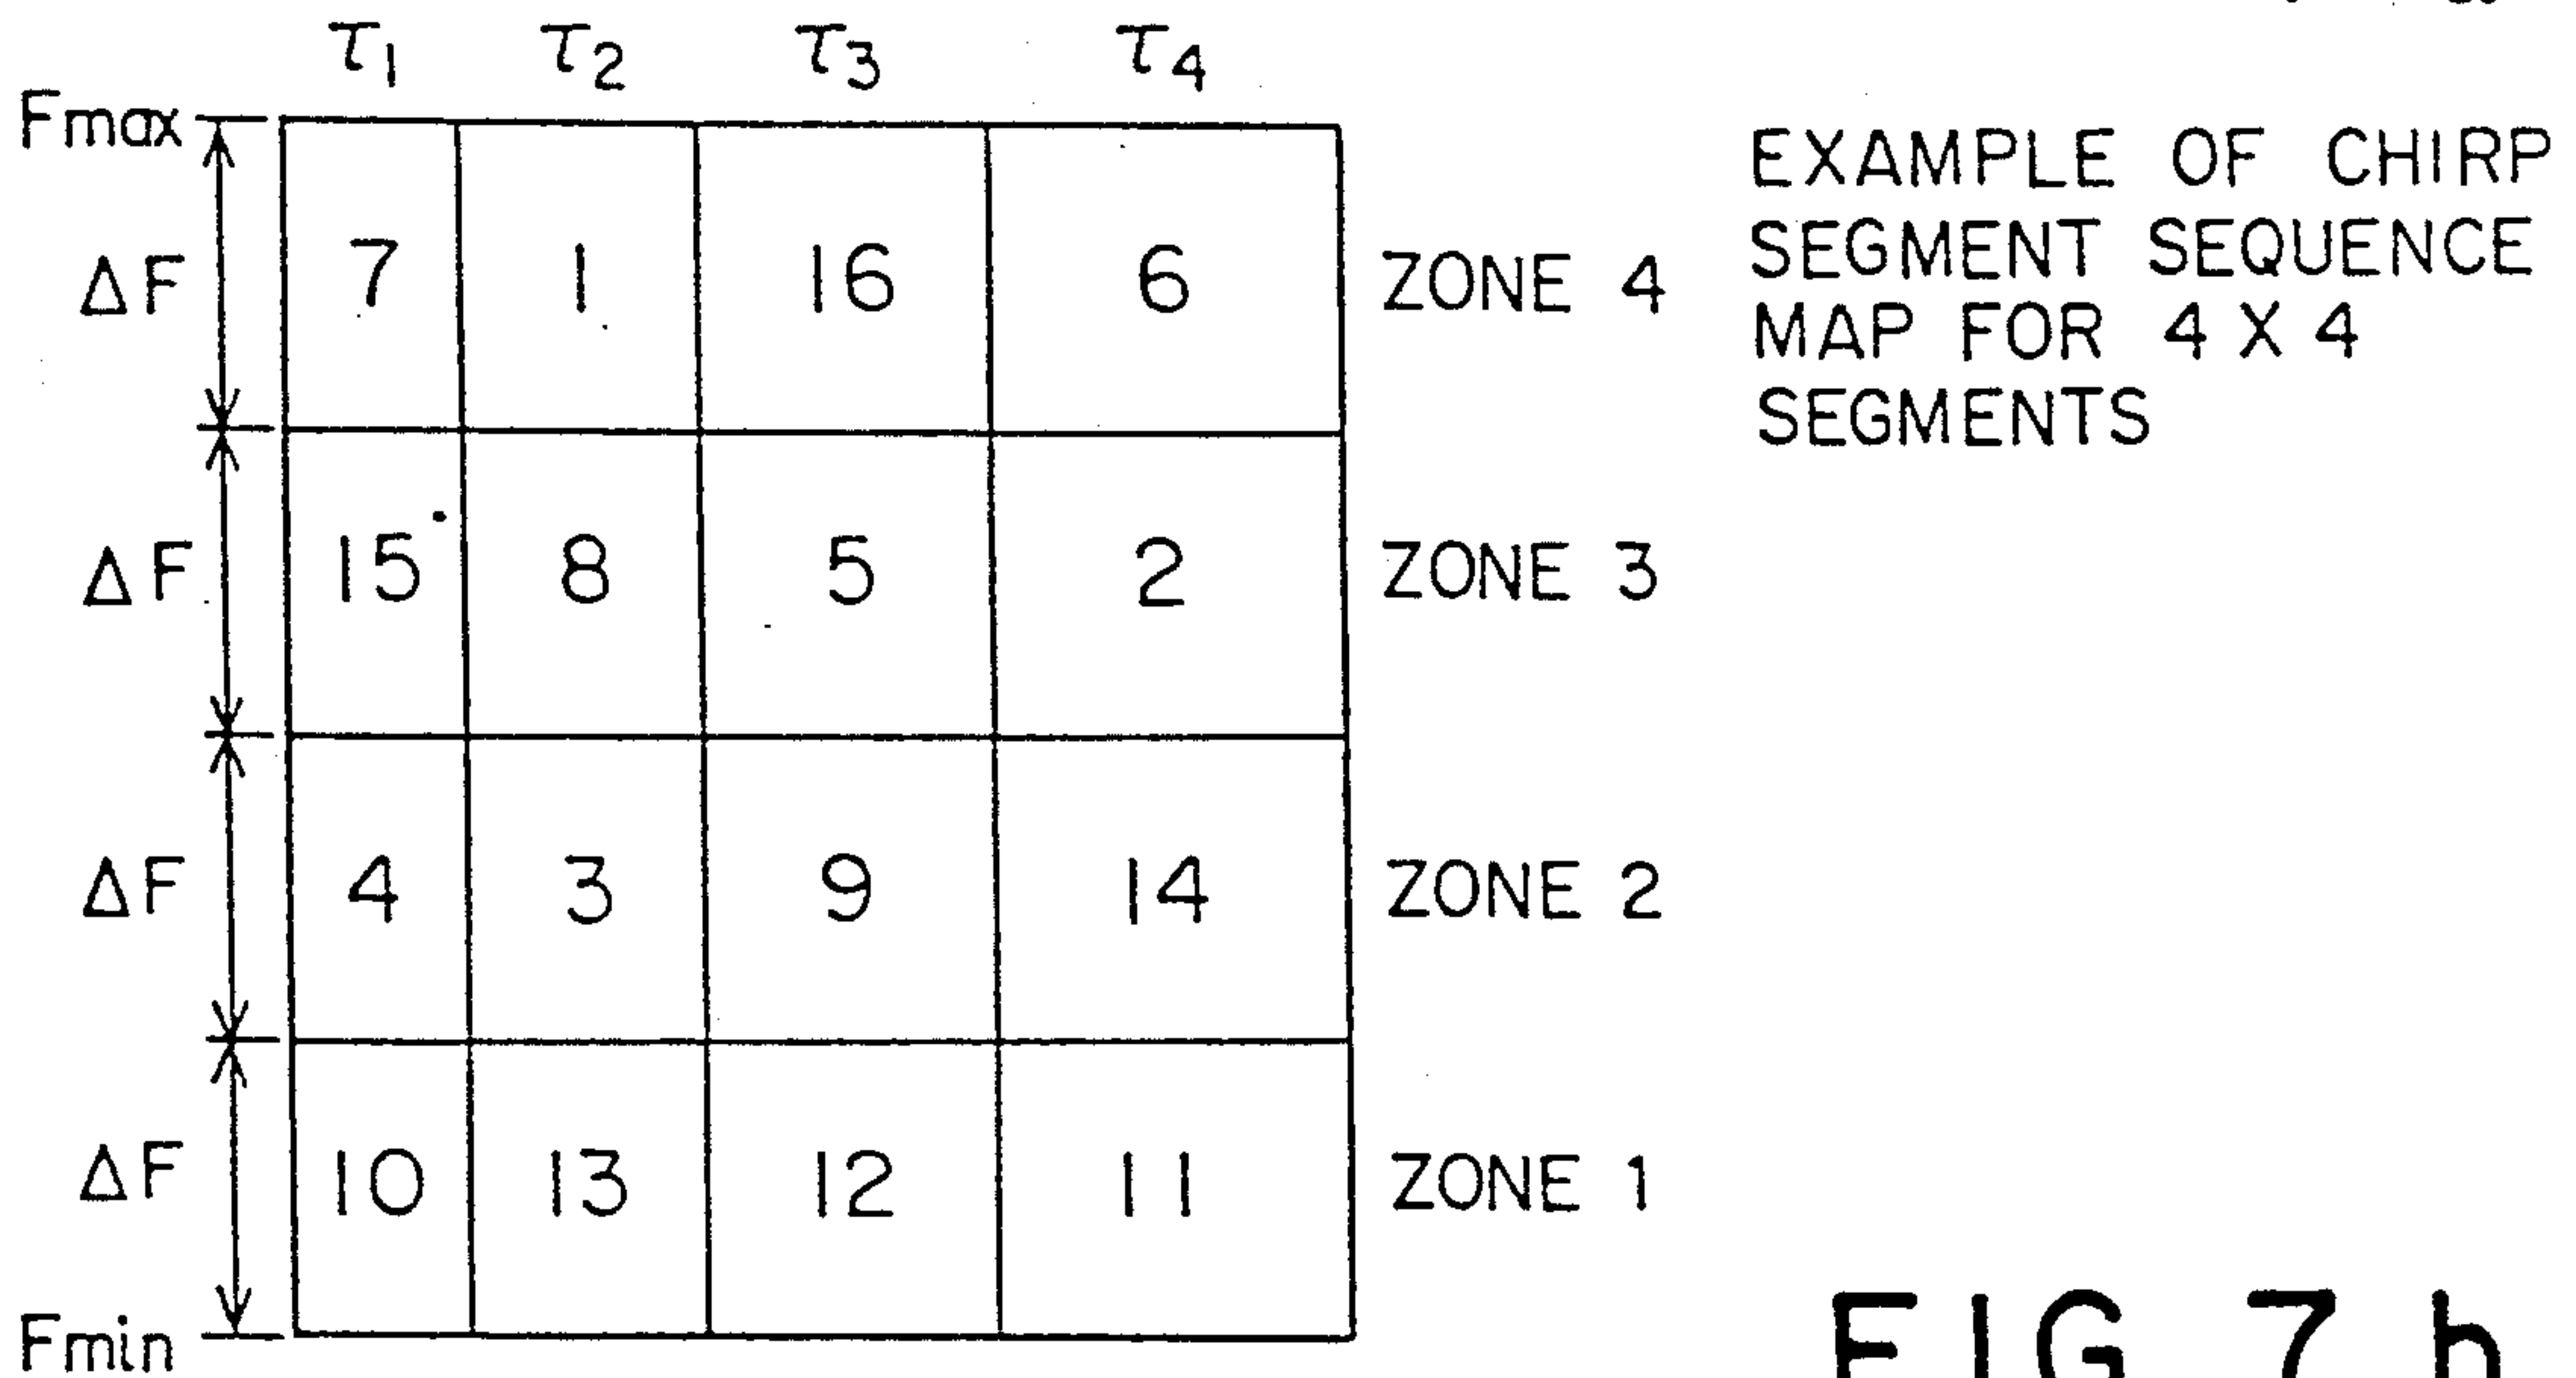 τ1 τ2 τ3 τ4
Fmax
ΔF 7 1 16 6 ZONE 4
ΔF 15 8 5 2 ZONE 3
ΔF 4 3 9 14 ZONE 2
ΔF 10 13 12 11 ZONE 1
Fmin
EXAMPLE OF CHIRP
SEGMENT SEQUENCE
MAP FOR 4 X 4
SEGMENTS
FIG 7b